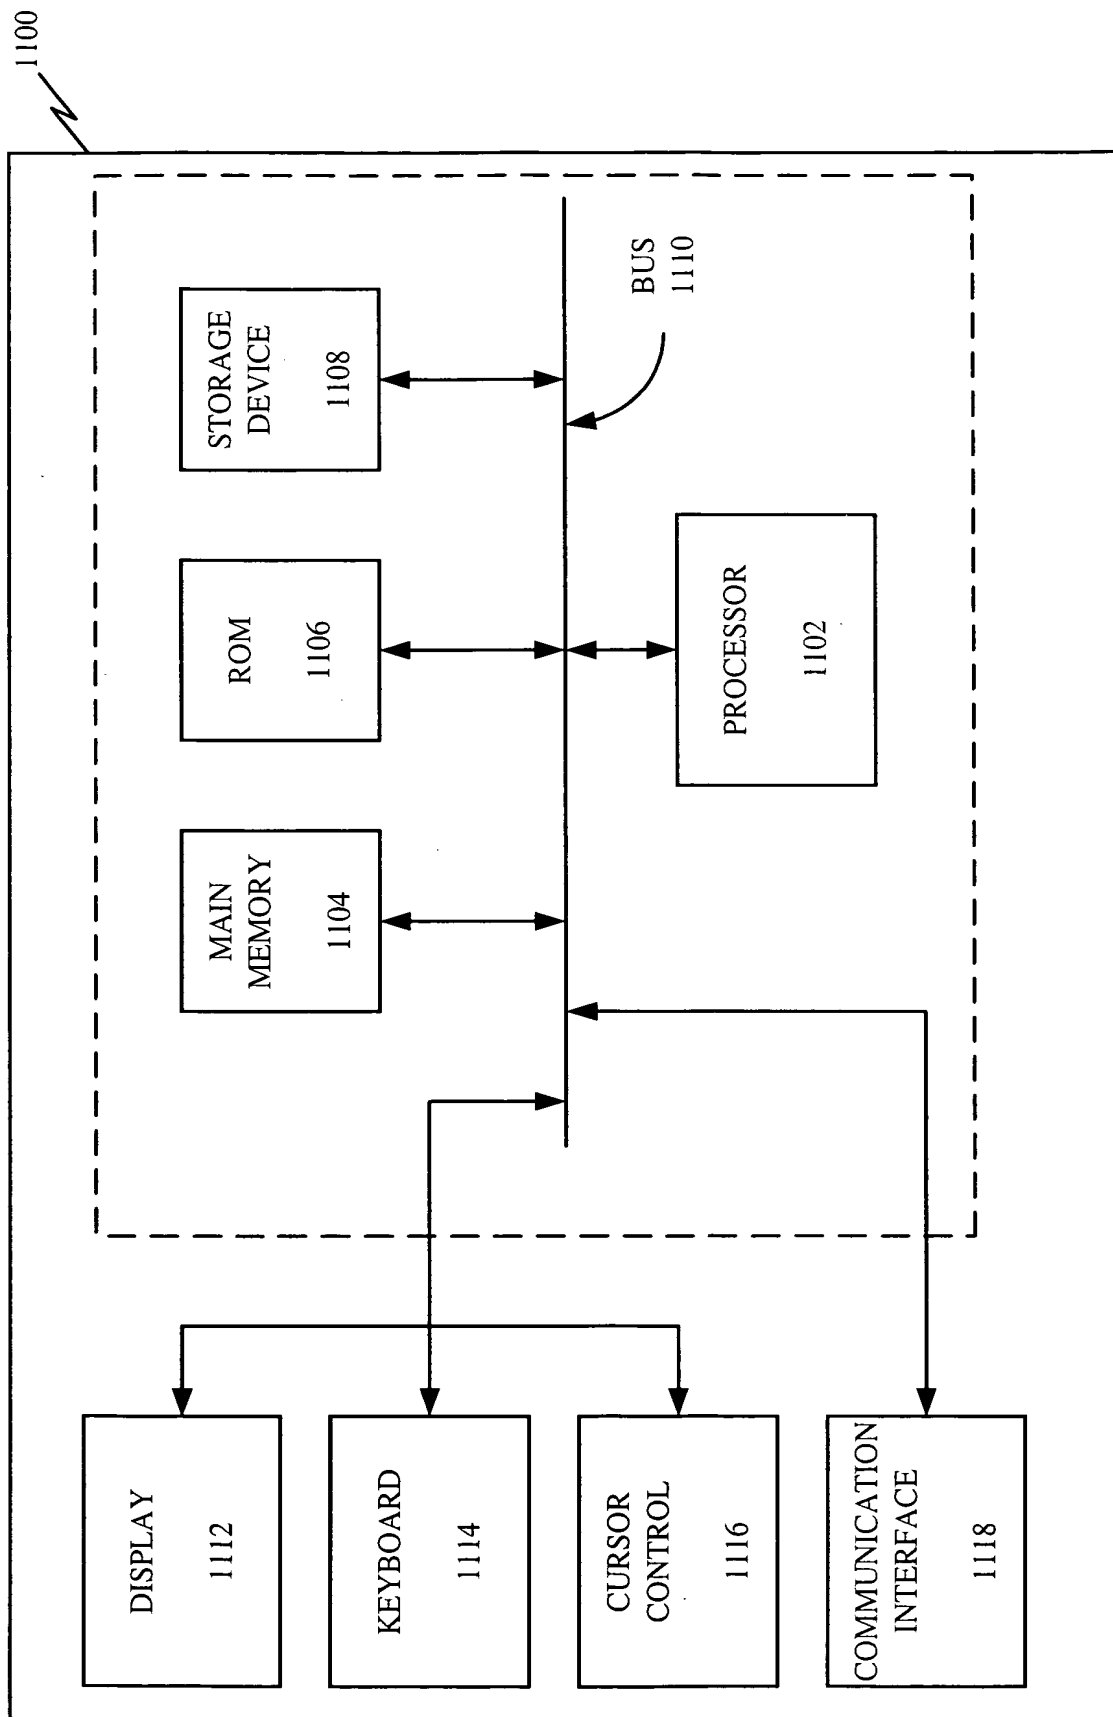 1100
DISPLAY
1112
KEYBOARD
1114
CURSOR
CONTROL
1116
COMMUNICATION
INTERFACE
1118
MAIN
MEMORY
1104
ROM
1106
STORAGE
DEVICE
1108
BUS
1110
PROCESSOR
1102